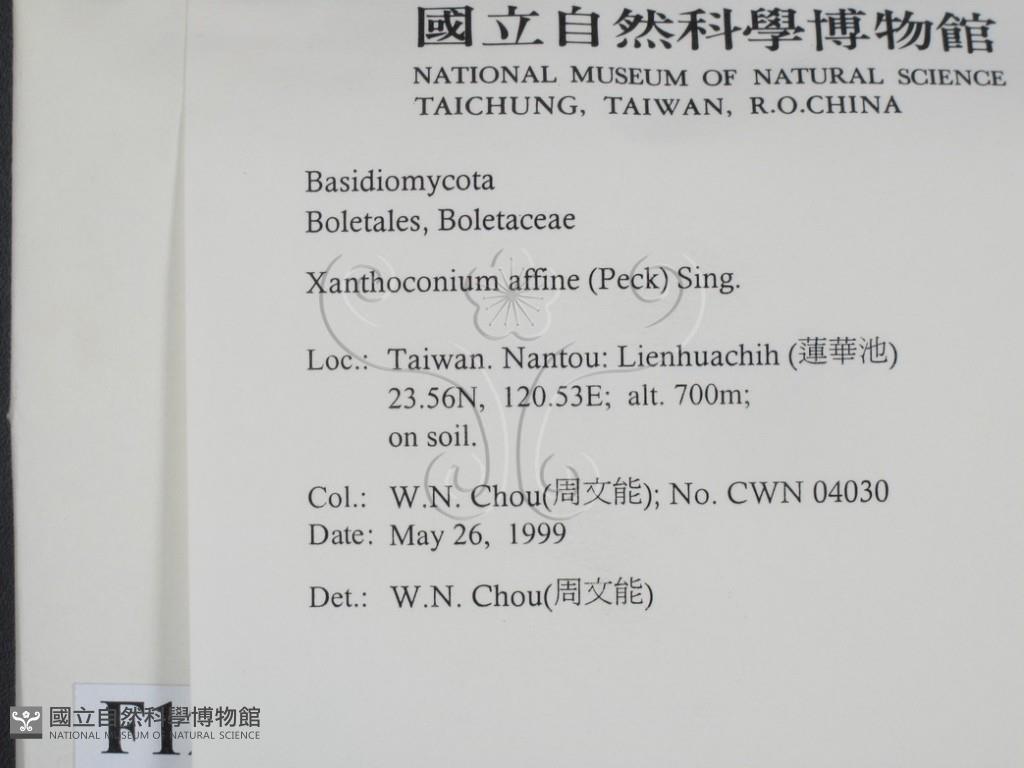 國立自然科學博物館
NATIONAL MUSEUM OF NATURAL SCIENCE
TAICHUNG, TAIWAN, R.O.CHINA
Basidiomycota
Boletales, Boletaceae
Xanthoconium affine (Peck) Sing.
Loc.: Taiwan. Nantou: Lienhuachih (蓮華池)
23.56N, 120.53E; alt. 700m;
on soil.
Col.: W.N. Chou(周文能); No. CWN 04030
Date: May 26, 1999
Det.: W.N. Chou(周文能)
F1
國立自然科學博物館
NATIONAL MUSEUM OF NATURAL SCIENCE